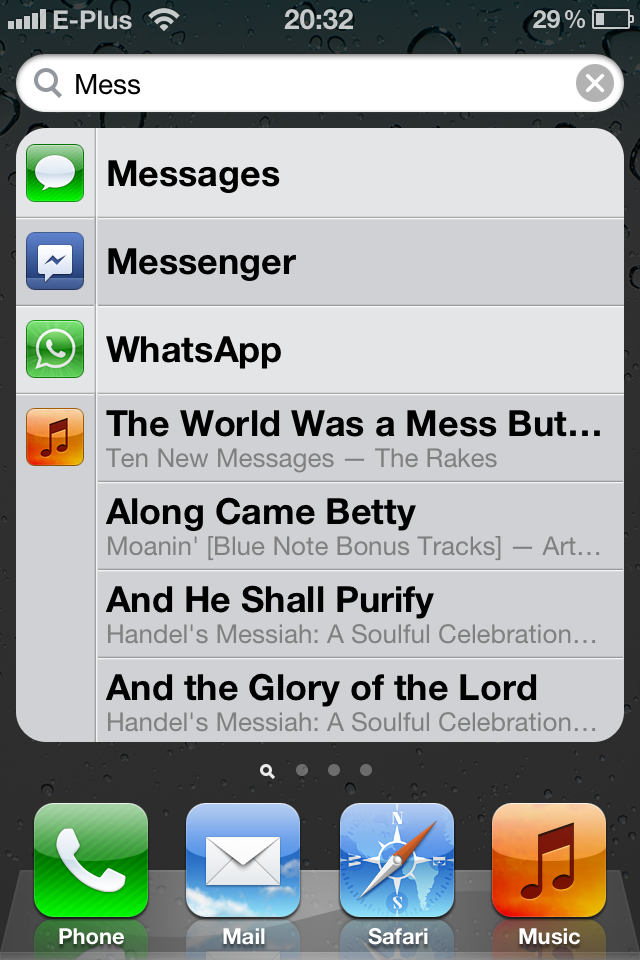 E-Plus 20:32 29 %
Mess
Messages
Messenger
WhatsApp
The World Was a Mess But...
Ten New Messages — The Rakes
Along Came Betty
Moanin' [Blue Note Bonus Tracks] — Art...
And He Shall Purify
Handel's Messiah: A Soulful Celebration...
And the Glory of the Lord
Handel's Messiah: A Soulful Celebration...
N
W E
S
Phone Mail Safari Music